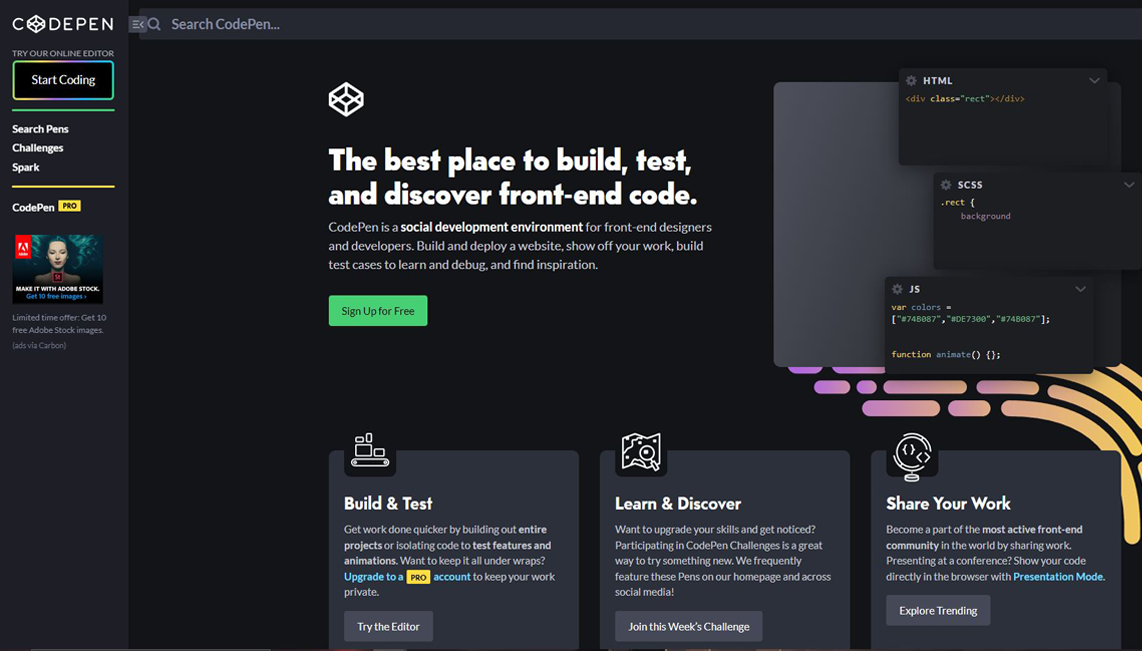 CODEPEN
Search CodePen...
TRY OUR ONLINE EDITOR
Start Coding
Search Pens
Challenges
Spark
CodePen PRO
MAKE IT WITH ADOBE STOCK.
Get 10 free images ›
Limited time offer: Get 10
free Adobe Stock images.
(ads via Carbon)
The best place to build, test,
and discover front-end code.
CodePen is a social development environment for front-end designers
and developers. Build and deploy a website, show off your work, build
test cases to learn and debug, and find inspiration.
Sign Up for Free
HTML
<div class="rect"></div>
SCSS
.rect {
background
JS
var colors =
["#74B087","#DE7300","#74B087"];
function animate() {};
Build & Test
Get work done quicker by building out entire
projects or isolating code to test features and
animations. Want to keep it all under wraps?
Upgrade to a PRO account to keep your work
private.
Try the Editor
Learn & Discover
Want to upgrade your skills and get noticed?
Participating in CodePen Challenges is a great
way to try something new. We frequently
feature these Pens on our homepage and across
social media!
Join this Week's Challenge
Share Your Work
Become a part of the most active front-end
community in the world by sharing work.
Presenting at a conference? Show your code
directly in the browser with Presentation Mode.
Explore Trending